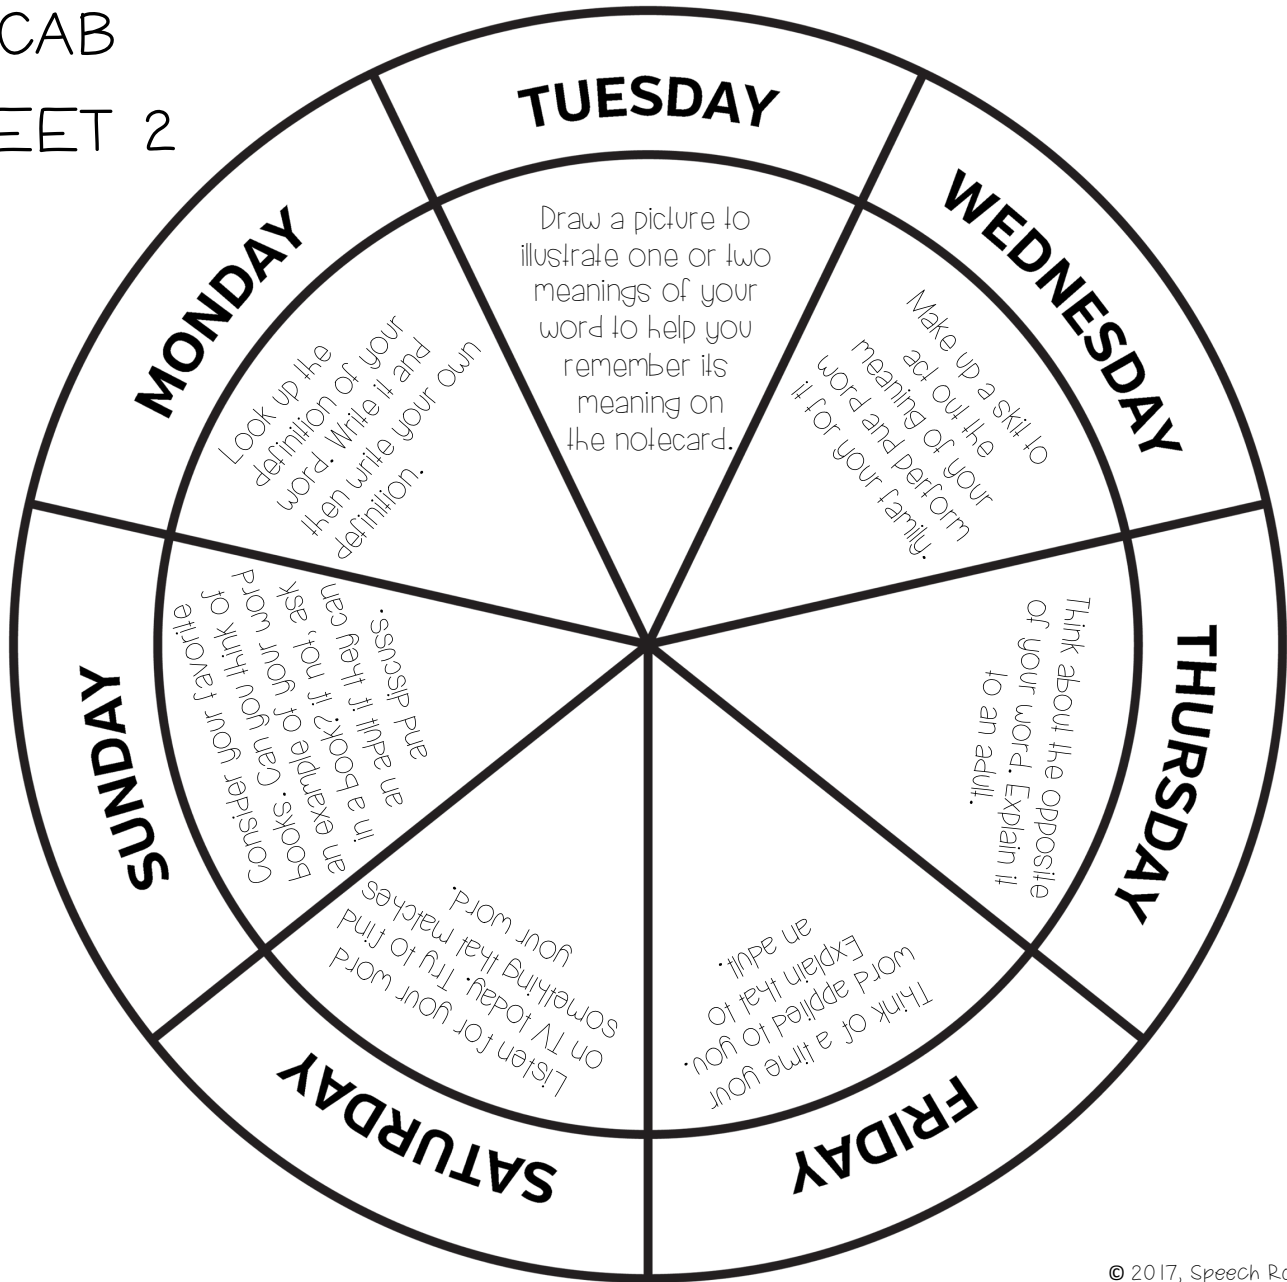 CAB
EET 2
MONDAY
Look up the
definition of your
word. Write it and
then write your own
definition.
TUESDAY
Draw a picture to
illustrate one or two
meanings of your
word to help you
remember its
meaning on
the notecard.
WEDNESDAY
Make up a skit to
act out the
meaning of your
word and perform
it for your family.
THURSDAY
Think about the opposite
of your word. Explain it
to an adult.
FRIDAY
Think of a time your
word applied to you.
Explain that to
an adult.
SATURDAY
Listen for your word
on TV today. Try to find
something that matches
your word.
SUNDAY
Consider your favorite
books. Can you think of
an example of your word
in a book? if not, ask
an adult if they can
and discuss.
© 2017, Speech Ro